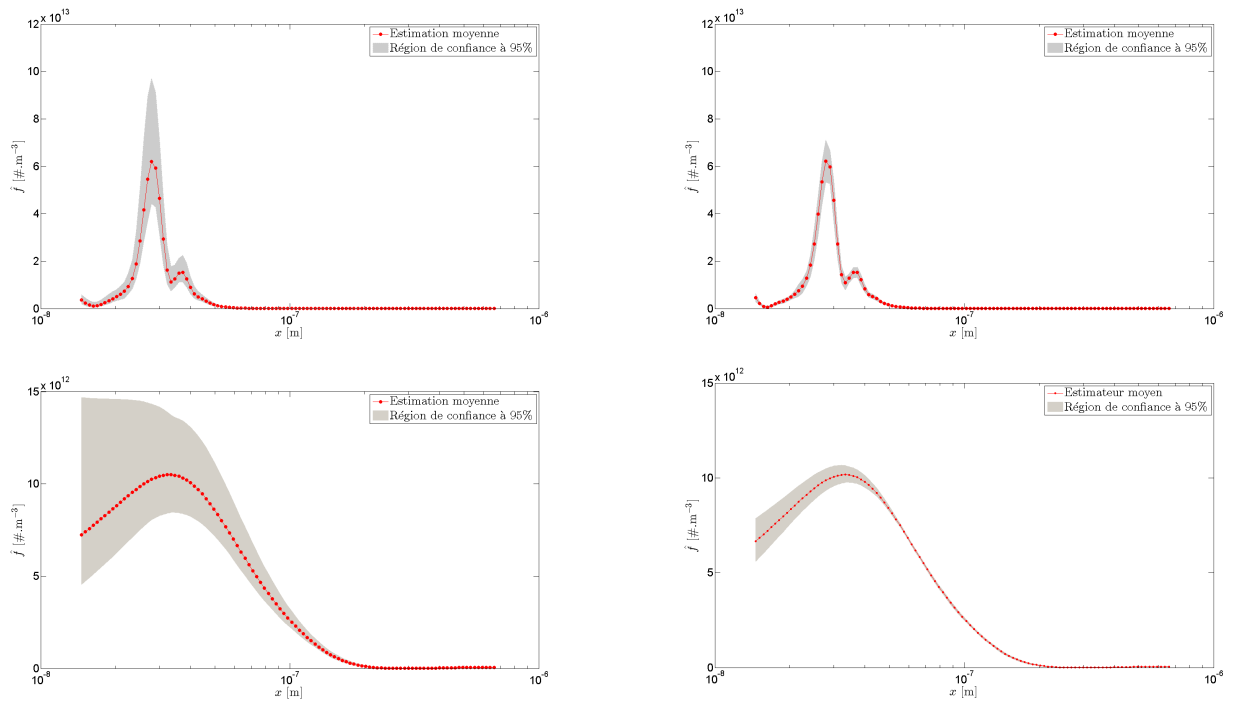 12 x 10^13
Estimation moyenne
Région de confiance à 95%
10
8
6
4
2
0
f̂ [#.m⁻³]
10^-8
10^-7
10^-6
x [m]
12 x 10^13
Estimation moyenne
Région de confiance à 95%
10
8
6
4
2
0
f̂ [#.m⁻³]
10^-8
10^-7
10^-6
x [m]
15 x 10^12
Estimation moyenne
Région de confiance à 95%
10
5
0
f̂ [#.m⁻³]
10^-8
10^-7
10^-6
x [m]
15 x 10^12
Estimateur moyen
Région de confiance à 95%
10
5
0
f̂ [#.m⁻³]
10^-8
10^-7
10^-6
x [m]